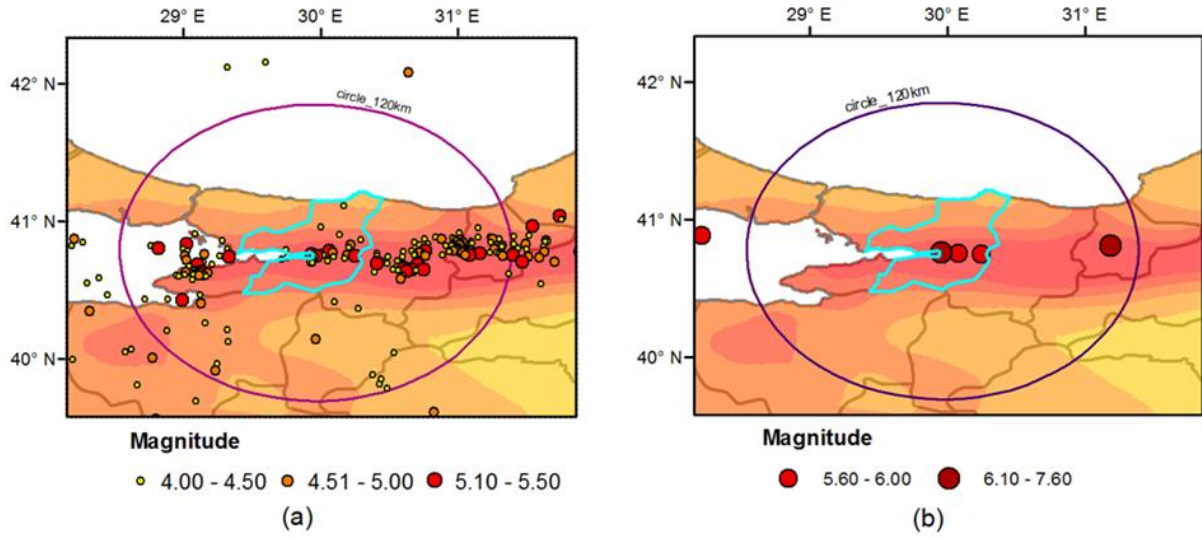 29° E 30° E 31° E
42° N
circle_120km
41° N
40° N
Magnitude
4.00 - 4.50 4.51 - 5.00 5.10 - 5.50
(a)
29° E 30° E 31° E
42° N
circle_120km
41° N
40° N
Magnitude
5.60 - 6.00 6.10 - 7.60
(b)